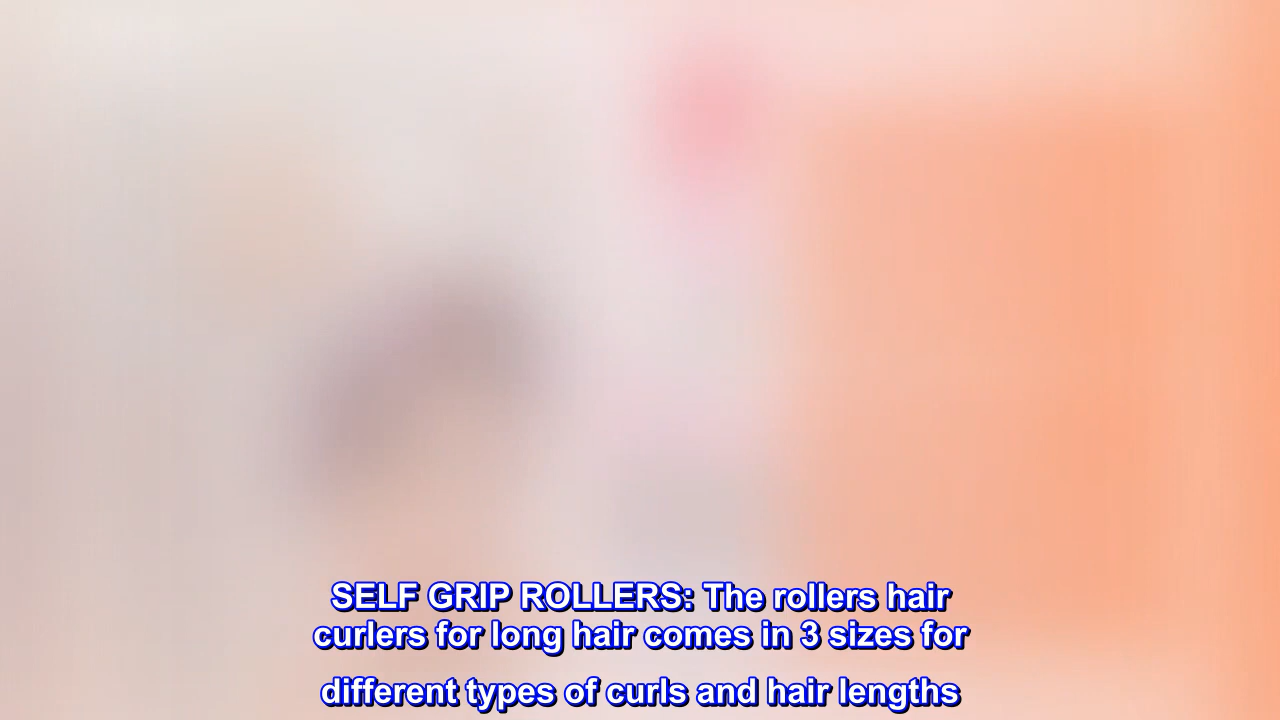 SELF GRIP ROLLERS: The rollers hair
curlers for long hair comes in 3 sizes for
different types of curls and hair lengths